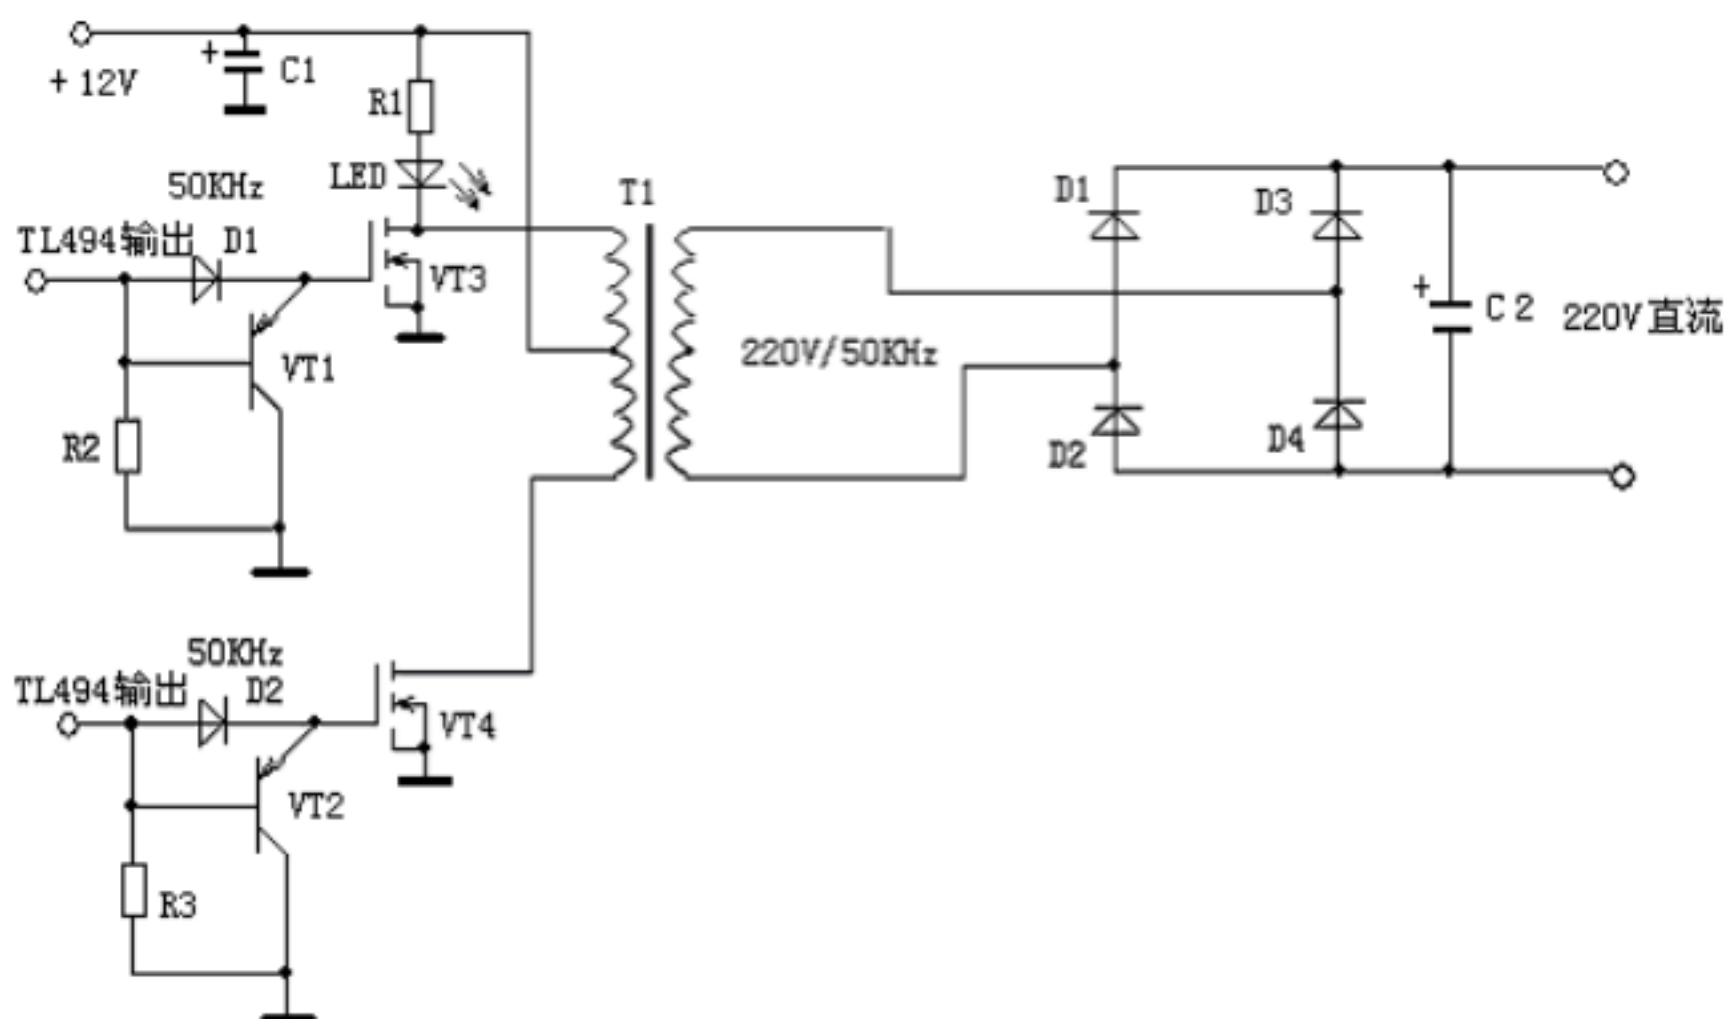 + 12V
+
C1
R1
LED
50KHz
TL494输出
D1
VT3
T1
VT1
R2
220V/50KHz
D1
D3
+
C2
220V直流
D2
D4
50KHz
TL494输出
D2
VT4
VT2
R3